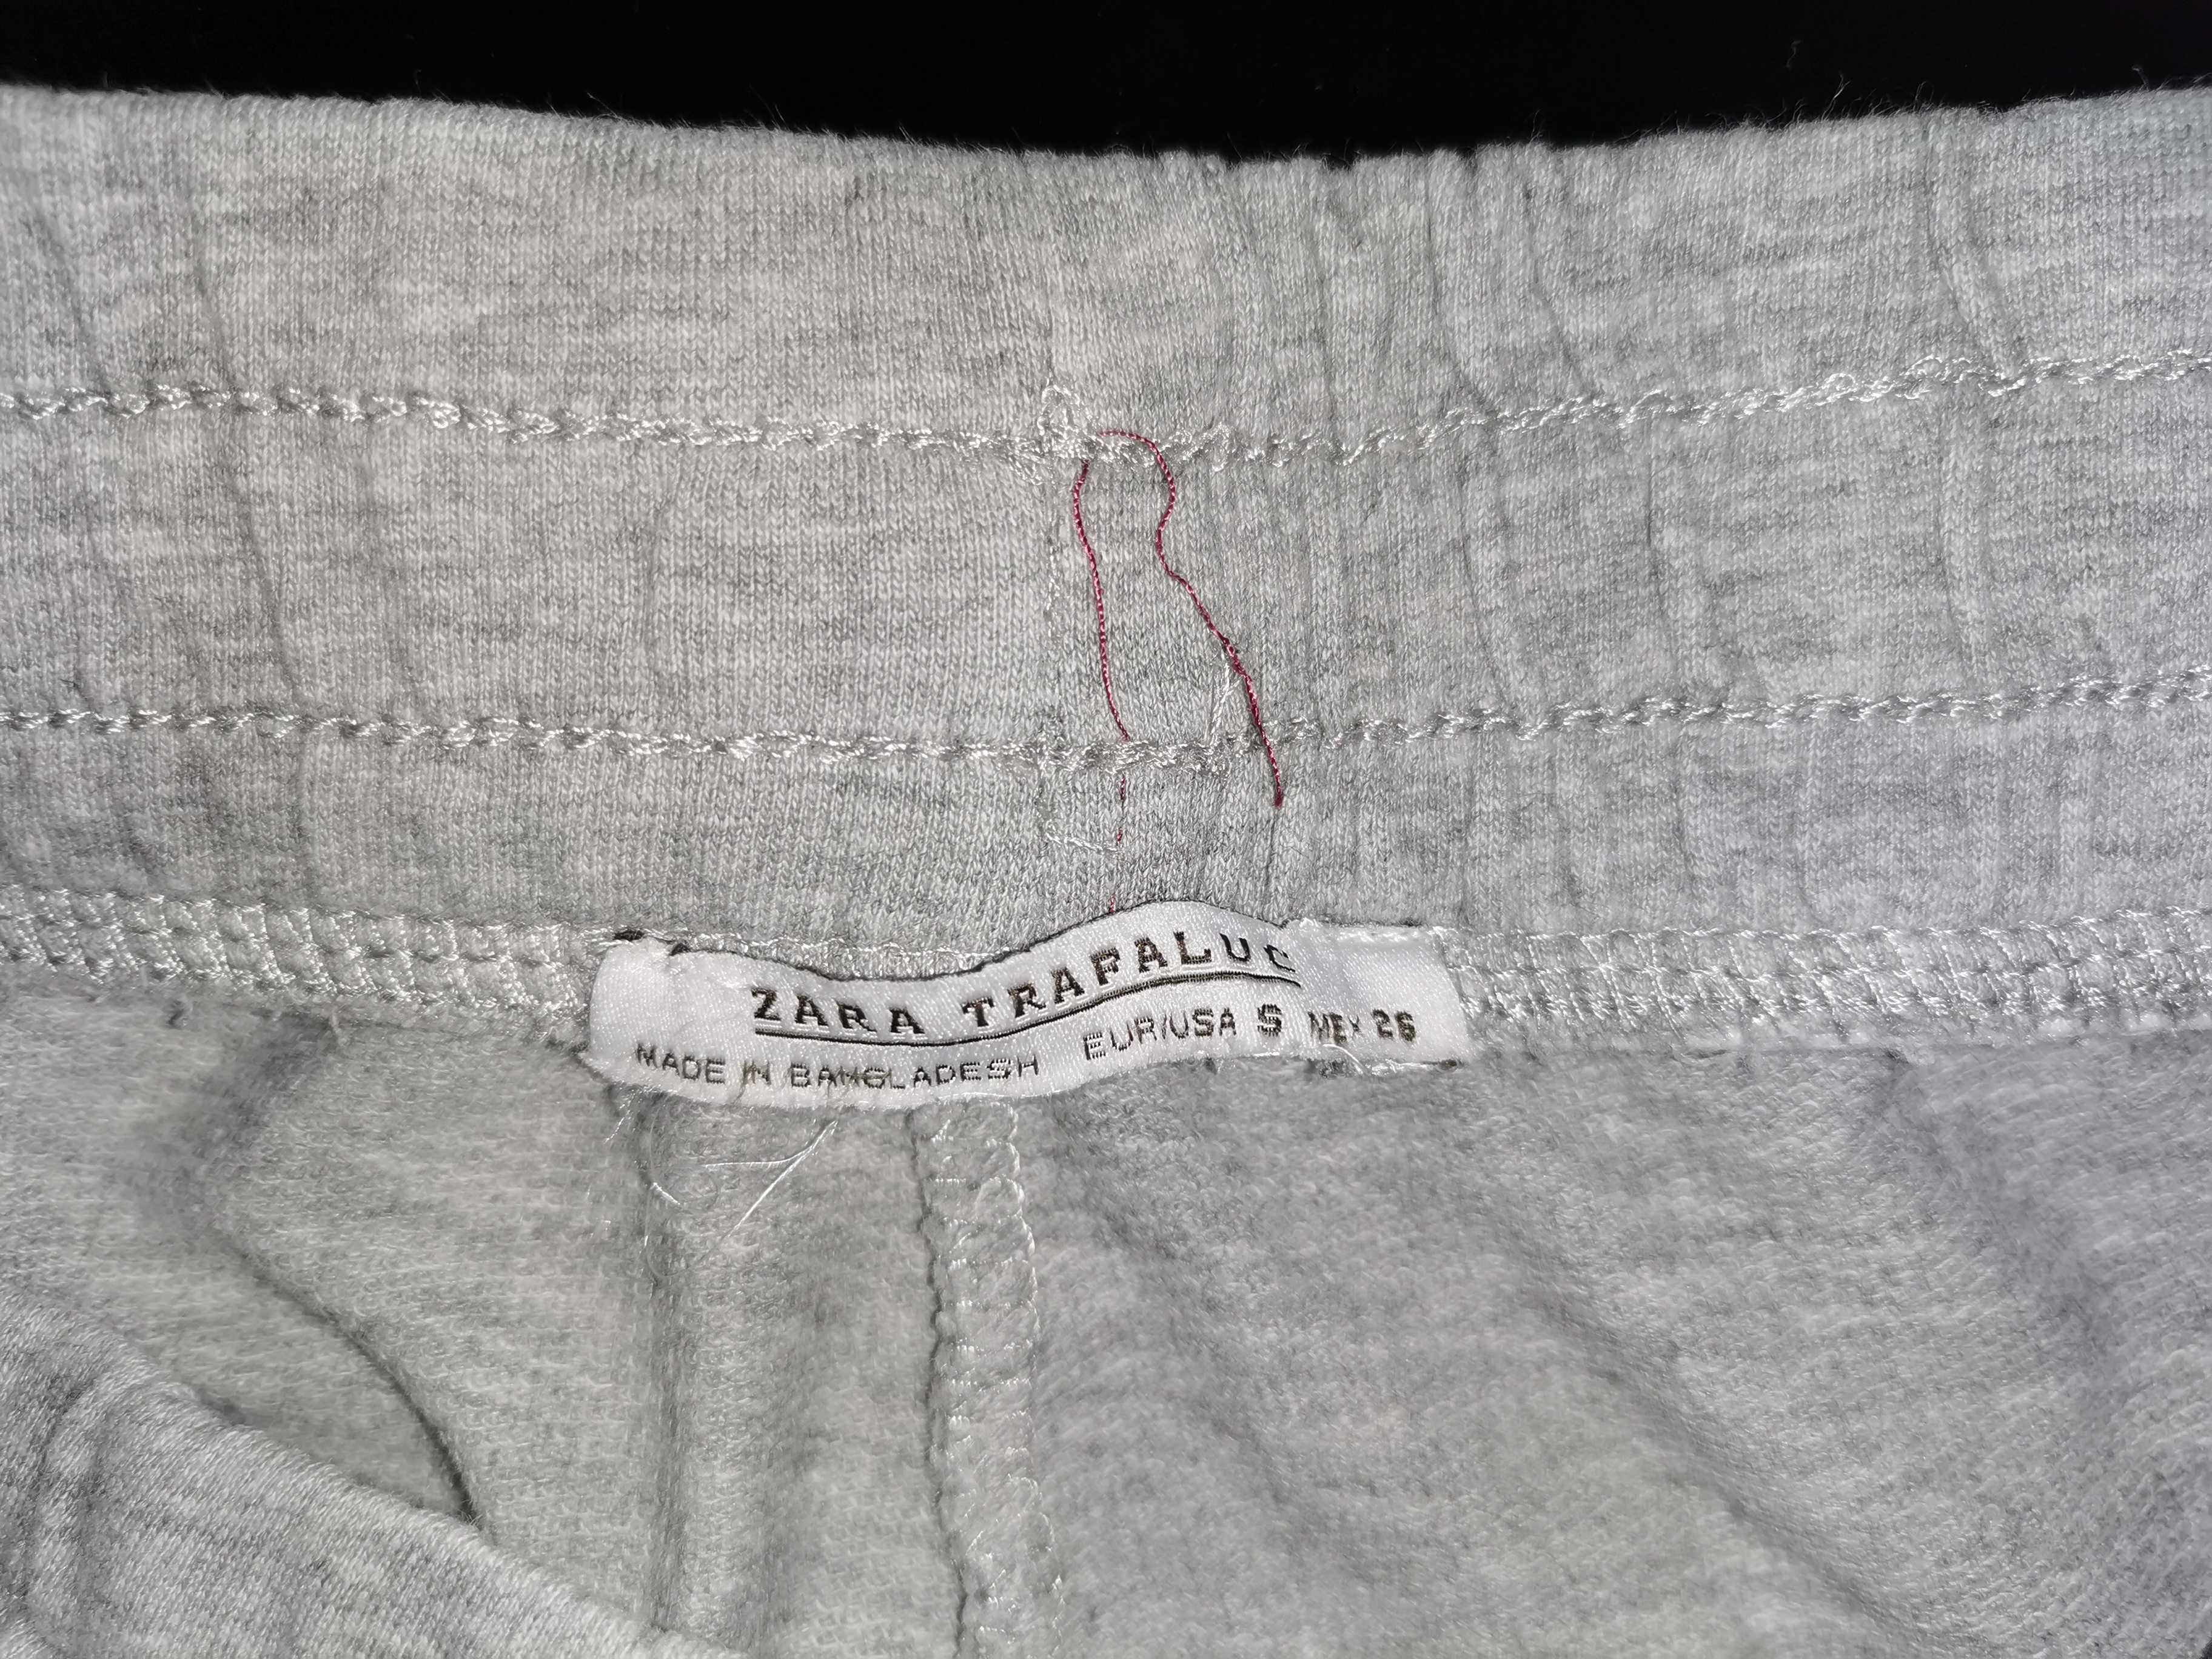 ZARA TRAFALUC
MADE IN BANGLADESH EUR/USA S MEX 26